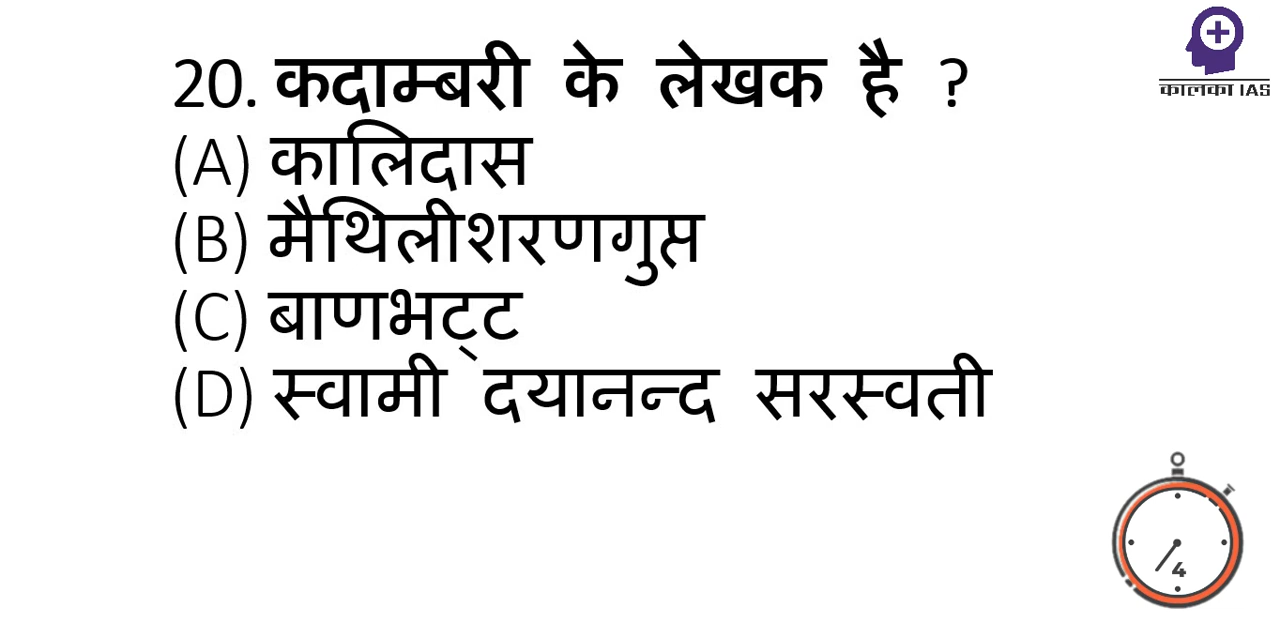 20. कदाम्बरी के लेखक है ?
(A) कालिदास
(B) मैथिलीशरणगुप्त
(C) बाणभट्ट
(D) स्वामी दयानन्द सरस्वती
कालका IAS
4